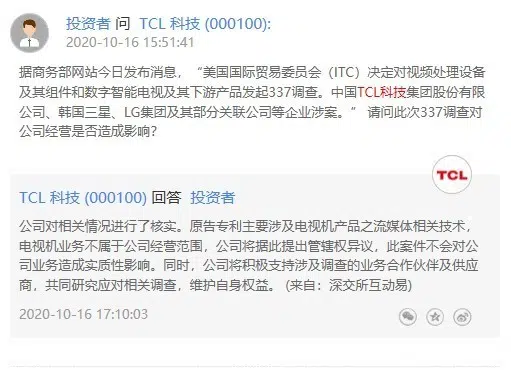 投资者 问 TCL 科技 (000100):
2020-10-16 15:51:41
据商务部网站今日发布消息，“美国国际贸易委员会（ITC）决定对视频处理设备
及其组件和数字智能电视及其下游产品发起337调查。中国TCL科技集团股份有限
公司、韩国三星、LG集团及其部分关联公司等企业涉案。” 请问此次337调查对
公司经营是否造成影响？
TCL
TCL 科技 (000100) 回答 投资者
公司对相关情况进行了核实。原告专利主要涉及电视机产品之流媒体相关技术，
电视机业务不属于公司经营范围，公司将据此提出管辖权异议，此案件不会对公
司业务造成实质性影响。同时，公司将积极支持涉及调查的业务合作伙伴及供应
商，共同研究应对相关调查，维护自身权益。 (来自：深交所互动易)
2020-10-16 17:10:03